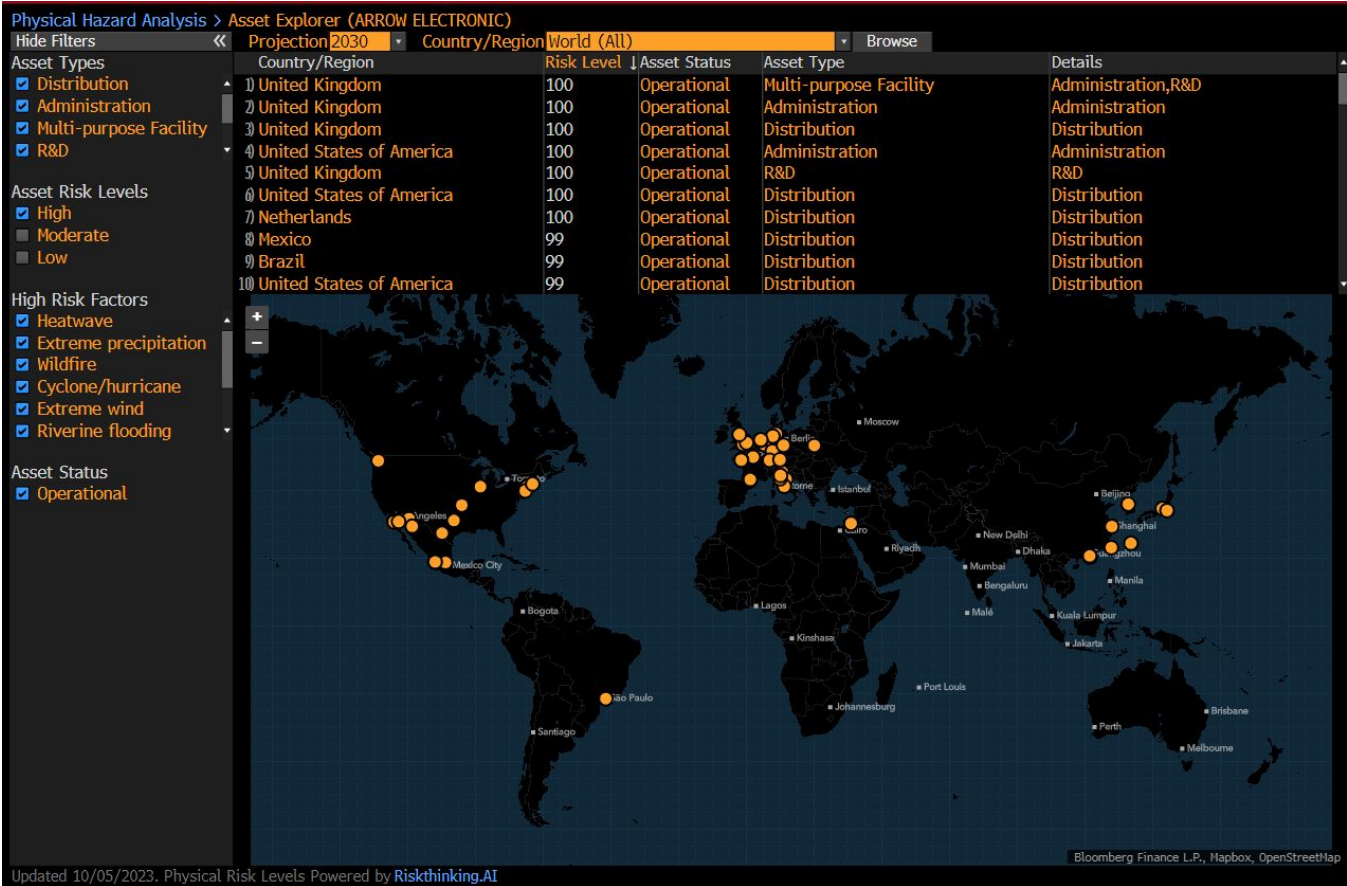 Physical Hazard Analysis > Asset Explorer (ARROW ELECTRONIC)
Hide Filters « Projection 2030 Country/Region World (All) Browse
Asset Types
Distribution
Administration
Multi-purpose Facility
R&D
Asset Risk Levels
High
Moderate
Low
High Risk Factors
Heatwave
Extreme precipitation
Wildfire
Cyclone/hurricane
Extreme wind
Riverine flooding
Asset Status
Operational
Country/Region Risk Level ↓ Asset Status Asset Type Details
1) United Kingdom 100 Operational Multi-purpose Facility Administration,R&D
2) United Kingdom 100 Operational Administration Administration
3) United Kingdom 100 Operational Distribution Distribution
4) United States of America 100 Operational Administration Administration
5) United Kingdom 100 Operational R&D R&D
6) United States of America 100 Operational Distribution Distribution
7) Netherlands 100 Operational Distribution Distribution
8) Mexico 99 Operational Distribution Distribution
9) Brazil 99 Operational Distribution Distribution
10) United States of America 99 Operational Distribution Distribution
+
−
Moscow
Istanbul
Beijing
Angeles
Shanghai
New Delhi
Riyadh
Dhaka
Mexico City
Mumbai
Manila
Bengaluru
Bogota
Lagos
Malé
Kuala Lumpur
Kinshasa
Jakarta
Port Louis
São Paulo
Johannesburg
Brisbane
Perth
Santiago
Melbourne
Bloomberg Finance L.P., Mapbox, OpenStreetMap
Updated 10/05/2023. Physical Risk Levels Powered by Riskthinking.AI